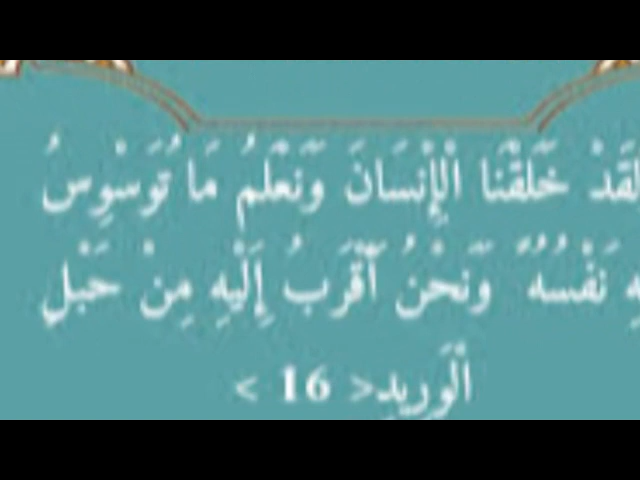 لَقَدْ خَلَقْنَا الْإِنْسَانَ وَنَعْلَمُ مَا تُوَسْوِسُ
هِ نَفْسُهُ وَنَحْنُ أَقْرَبُ إِلَيْهِ مِنْ حَبْلِ
الْوَرِيدِ< 16 >